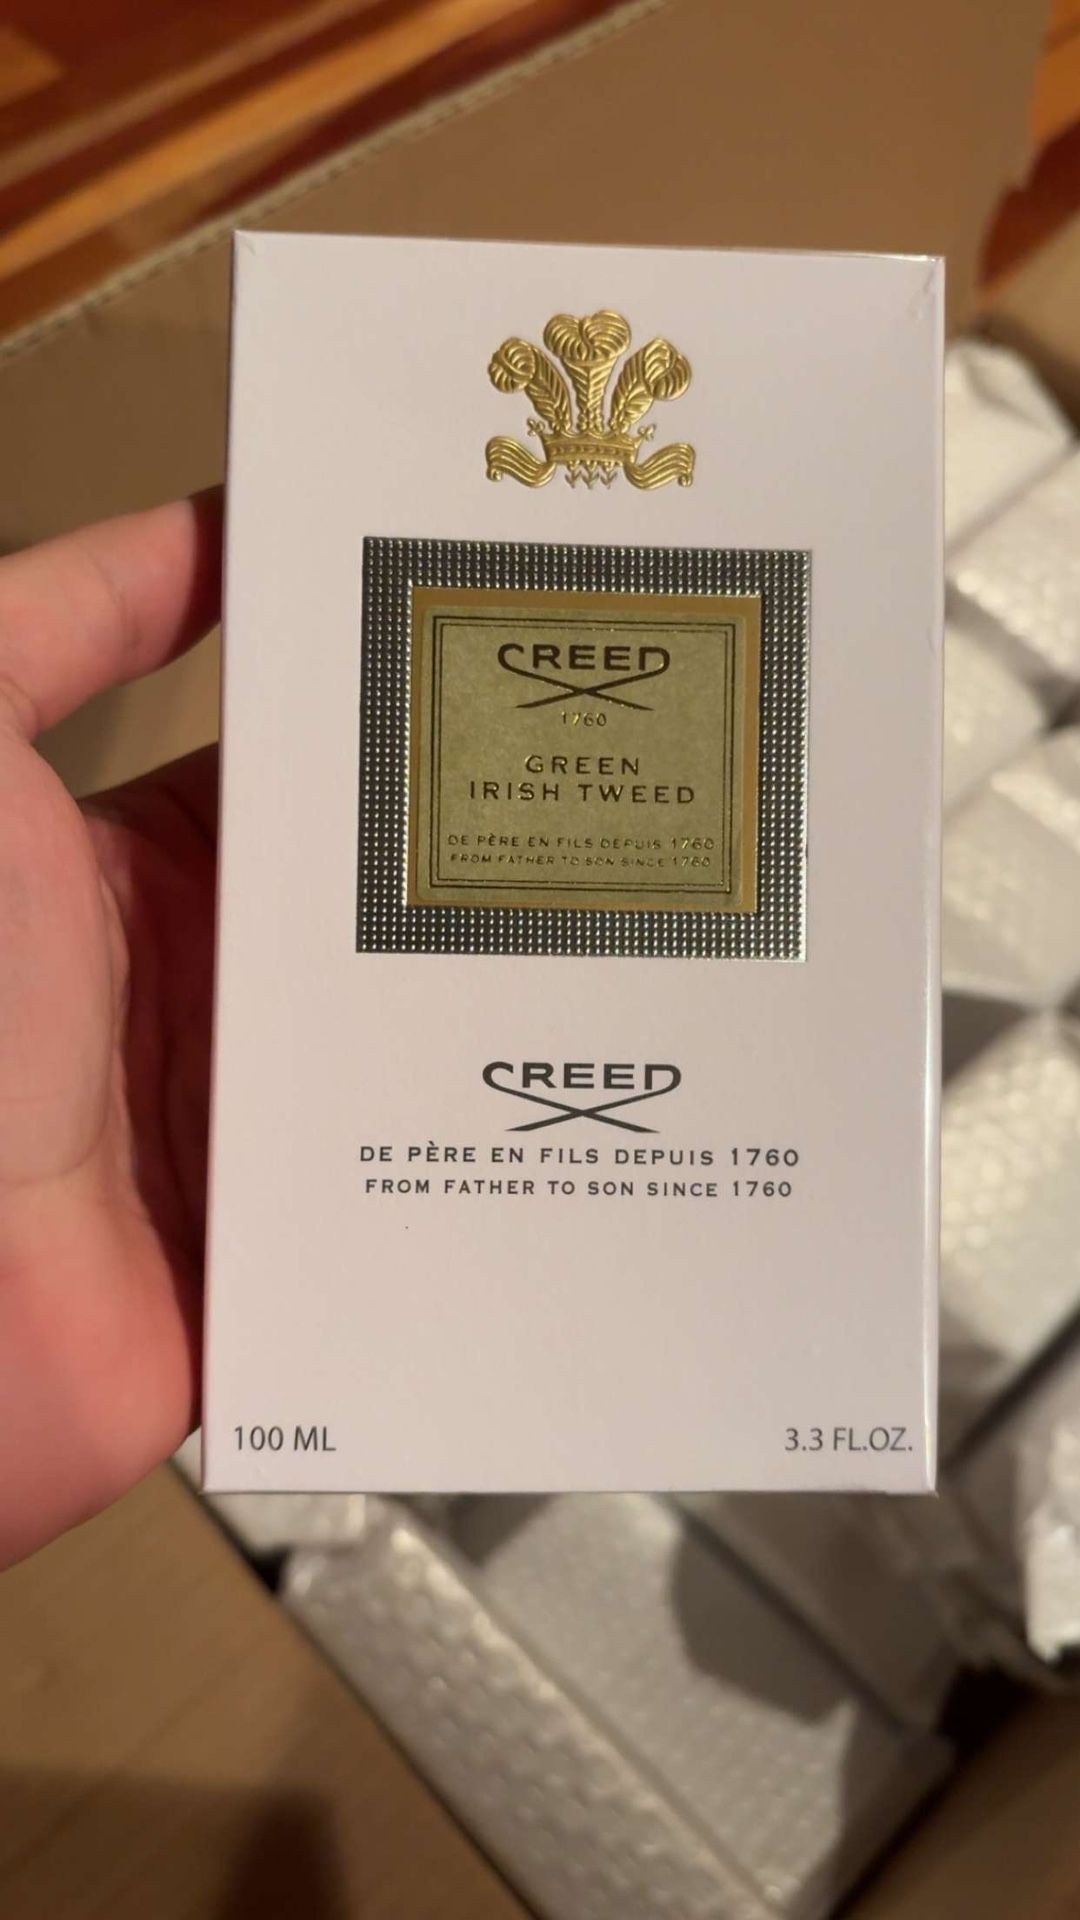 CREED
1760
GREEN
IRISH TWEED
DE PÈRE EN FILS DEPUIS 1760
FROM FATHER TO SON SINCE 1760
CREED
DE PÈRE EN FILS DEPUIS 1760
FROM FATHER TO SON SINCE 1760
100 ML
3.3 FL.OZ.